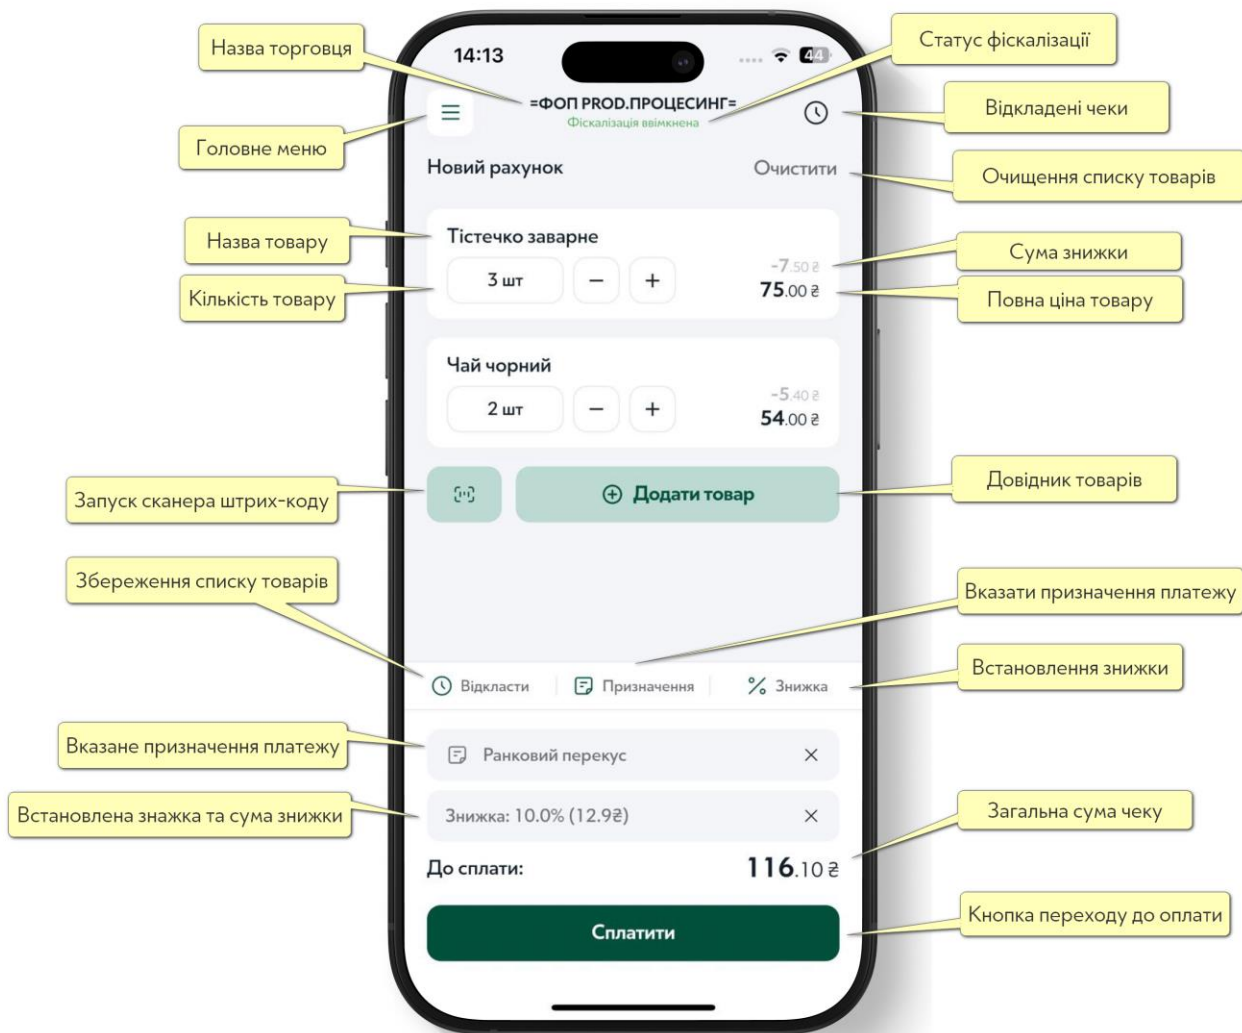 Назва торговця
Статус фіскалізації
14:13
44
=ФОП PROD.ПРОЦЕСИНГ=
Фіскалізація ввімкнена
Відкладені чеки
Головне меню
Новий рахунок
Очистити
Очищення списку товарів
Назва товару
Тістечко заварне
Сума знижки
-7.50 ₴
Кількість товару
3 шт
− +
75.00 ₴
Повна ціна товару
Чай чорний
-5.40 ₴
2 шт
− +
54.00 ₴
Запуск сканера штрих-коду
Додати товар
Довідник товарів
Збереження списку товарів
Вказати призначення платежу
Відкласти
Призначення
Знижка
Встановлення знижки
Вказане призначення платежу
Ранковий перекус
Встановлена знажка та сума знижки
Знижка: 10.0% (12.9₴)
Загальна сума чеку
До сплати:
116.10 ₴
Сплатити
Кнопка переходу до оплати